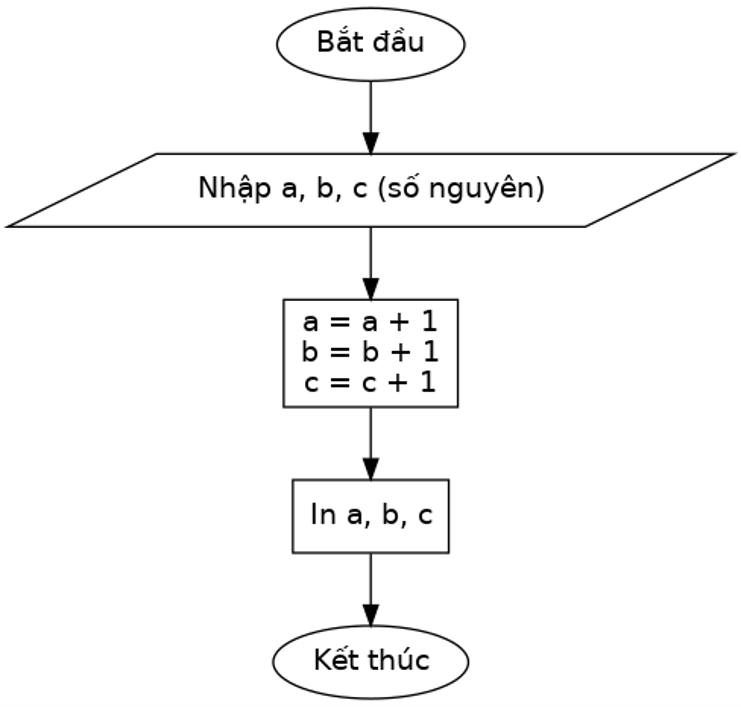 Bắt đầu
Nhập a, b, c (số nguyên)
a = a + 1
b = b + 1
c = c + 1
In a, b, c
Kết thúc